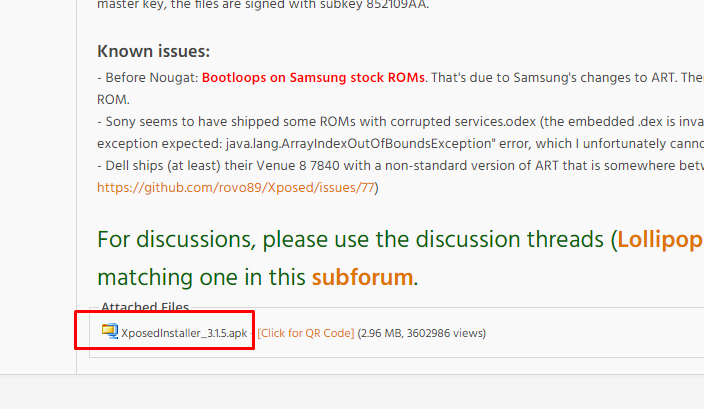 master key, the files are signed with subkey 852109AA.
Known issues:
- Before Nougat: Bootloops on Samsung stock ROMs. That's due to Samsung's changes to ART. The
ROM.
- Sony seems to have shipped some ROMs with corrupted services.odex (the embedded .dex is inva
exception expected: java.lang.ArrayIndexOutOfBoundsException" error, which I unfortunately canno
- Dell ships (at least) their Venue 8 7840 with a non-standard version of ART that is somewhere betw
https://github.com/rovo89/Xposed/issues/77)
For discussions, please use the discussion threads (Lollipop
matching one in this subforum.
Attached Files
XposedInstaller_3.1.5.apk - [Click for QR Code] (2.96 MB, 3602986 views)